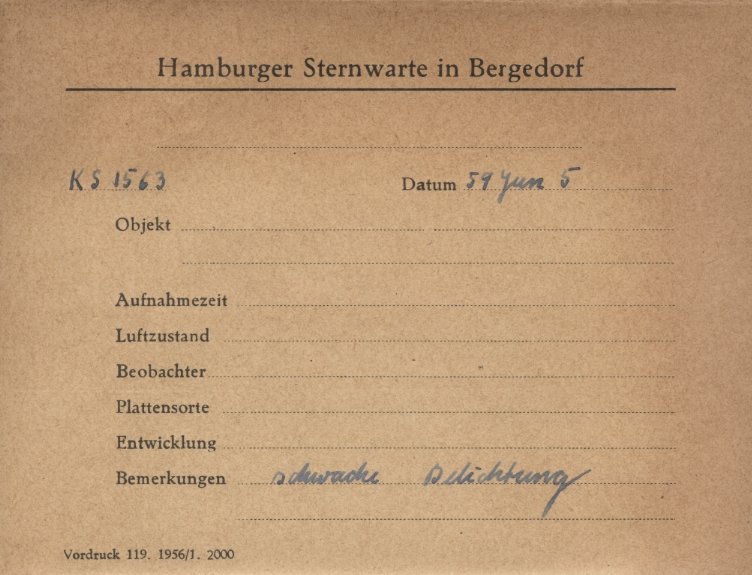 Hamburger Sternwarte in Bergedorf
KS 1563 Datum 59 Jun 5
Objekt
Aufnahmezeit
Luftzustand
Beobachter
Plattensorte
Entwicklung
Bemerkungen schwache Belichtung
Vordruck 119. 1956/1. 2000